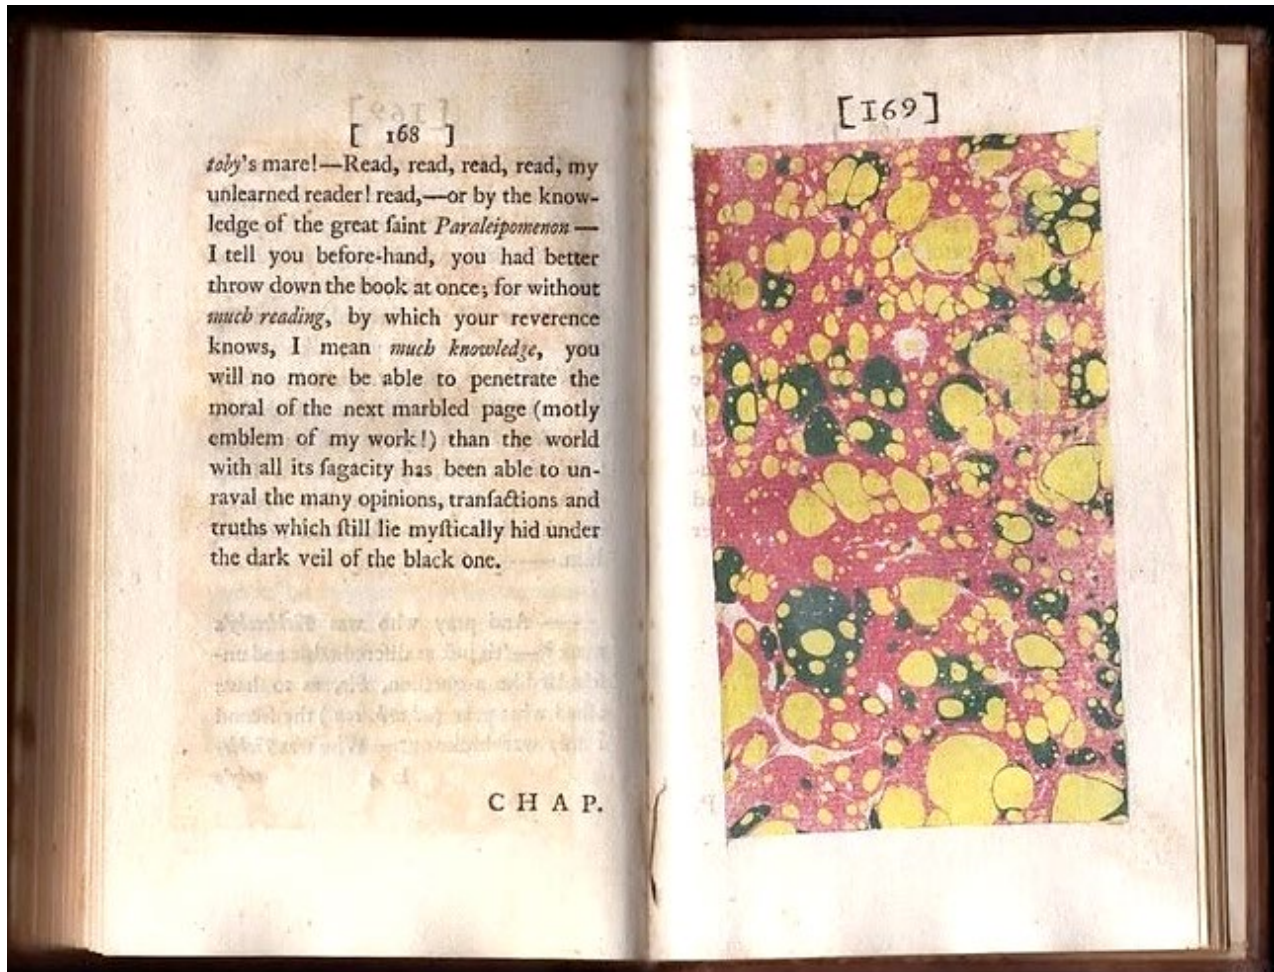 [ 168 ]
toby's mare!—Read, read, read, read, my
unlearned reader! read,—or by the know-
ledge of the great ſaint Paraleipomenon —
I tell you before-hand, you had better
throw down the book at once; for without
much reading, by which your reverence
knows, I mean much knowledge, you
will no more be able to penetrate the
moral of the next marbled page (motly
emblem of my work!) than the world
with all its ſagacity has been able to un-
raval the many opinions, tranſactions and
truths which ſtill lie myſtically hid under
the dark veil of the black one.
CHAP.
[169]